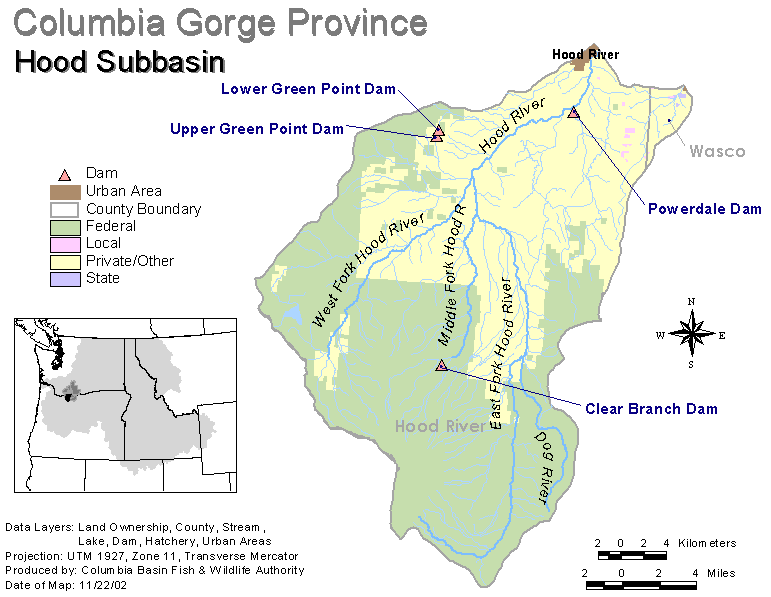 Columbia Gorge Province
Hood Subbasin
Hood River
Lower Green Point Dam
Upper Green Point Dam
Hood River
Wasco
Powerdale Dam
Dam
Urban Area
County Boundary
Federal
Local
Private/Other
State
West Fork Hood River
Middle Fork Hood R
East Fork Hood River
N
W E
S
Clear Branch Dam
Hood River
Dog River
Data Layers: Land Ownership, County, Stream,
Lake, Dam, Hatchery, Urban Areas
Projection: UTM 1927, Zone 11, Transverse Mercator
Produced by: Columbia Basin Fish & Wildlife Authority
Date of Map: 11/22/02
2 0 2 4 Kilometers
2 0 2 4 Miles